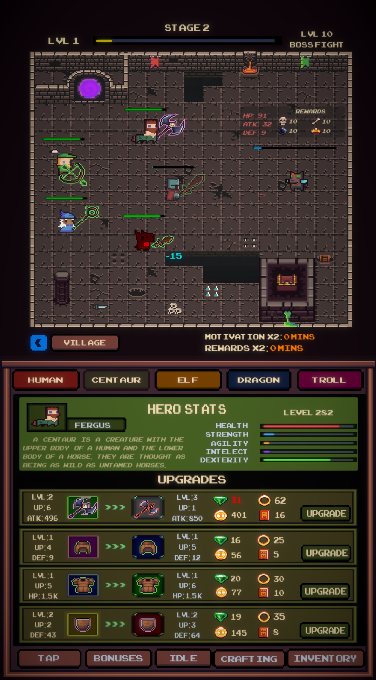 STAGE 2
LVL 1
LVL 10
BOSSFIGHT
HP: 91
ATK: 32
DEF: 9
REWARDS
10 10
10 10
-15
VILLAGE
MOTIVATION X2: 0 MINS
REWARDS X2: 0 MINS
HUMAN CENTAUR ELF DRAGON TROLL
HERO STATS
LEVEL 252
FERGUS
A CENTAUR IS A CREATURE WITH THE
UPPER BODY OF A HUMAN AND THE LOWER
BODY OF A HORSE. THEY ARE THOUGHT AS
BEING AS WILD AS UNTAMED HORSES.
HEALTH
STRENGTH
AGILITY
INTELECT
DEXTERITY
UPGRADES
LVL:2
UP:6
ATK:496
>>>
LVL:3
UP:1
ATK:850
31 62
401 16
UPGRADE
LVL:1
UP:4
DEF:9
>>>
LVL:1
UP:5
DEF:12
16 25
56 5
UPGRADE
LVL:1
UP:5
HP:1.5K
>>>
LVL:1
UP:6
HP:1.5K
20 30
77 10
UPGRADE
LVL:2
UP:2
DEF:43
>>>
LVL:2
UP:3
DEF:64
19 35
145 8
UPGRADE
TAP BONUSES IDLE CRAFTING INVENTORY